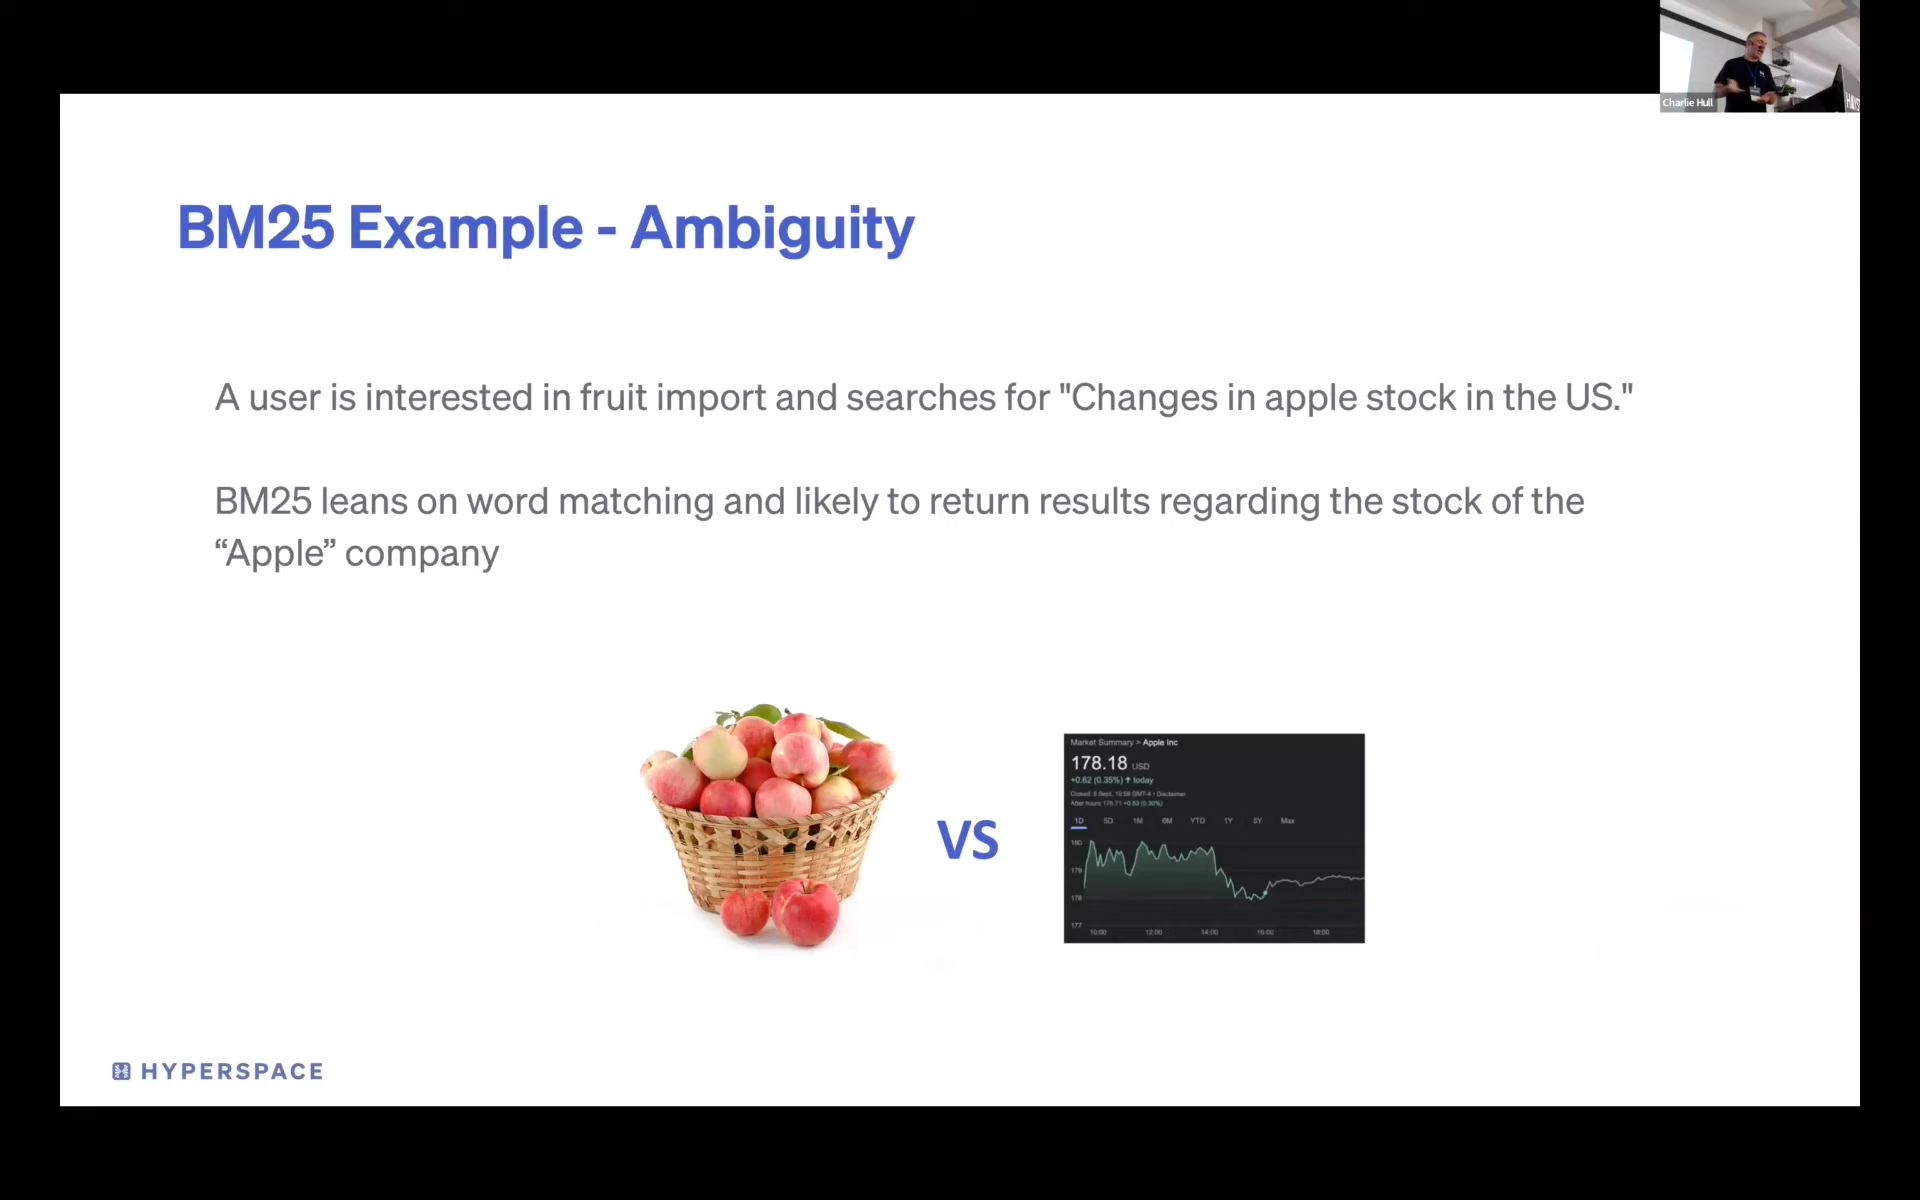 Charlie Hull
BM25 Example - Ambiguity
A user is interested in fruit import and searches for "Changes in apple stock in the US."
BM25 leans on word matching and likely to return results regarding the stock of the
“Apple” company
VS
Market Summary > Apple Inc
178.18 USD
+0.62 (0.35%) ↑ today
Closed: 8 Sept, 19:59 GMT-4 • Disclaimer
After hours 178.71 +0.53 (0.30%)
1D 5D 1M 6M YTD 1Y 5Y Max
180
179
178
177
10:00 12:00 14:00 16:00 18:00
HYPERSPACE